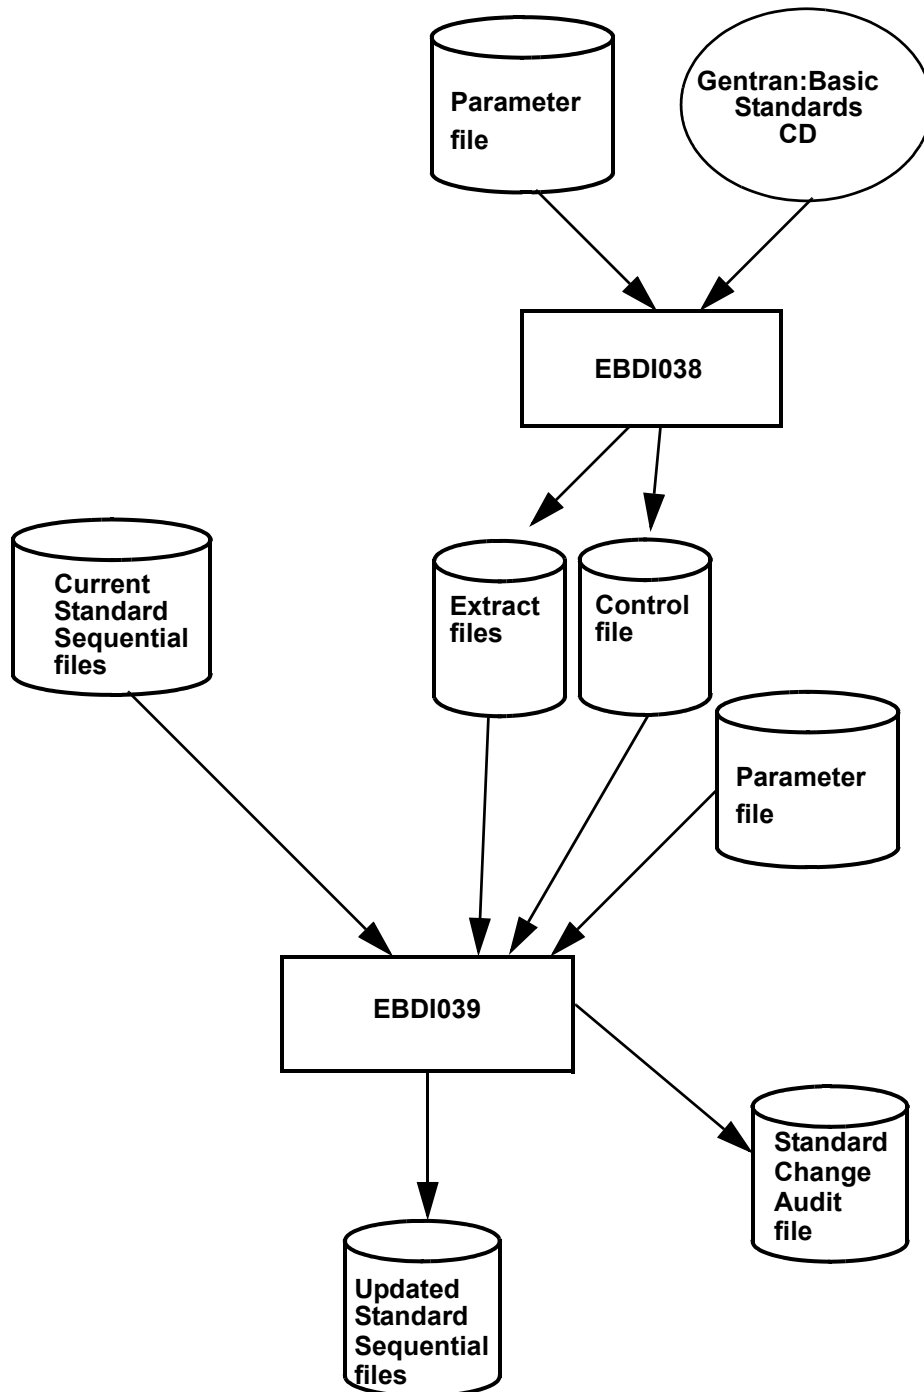 Parameter
file
Gentran:Basic
Standards
CD
EBDI038
Current
Standard
Sequential
files
Extract
files
Control
file
Parameter
file
EBDI039
Standard
Change
Audit
file
Updated
Standard
Sequential
files